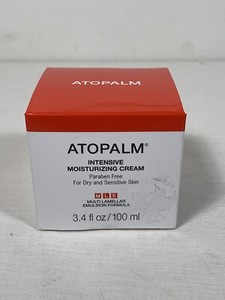 ATOPALM
ATOPALM®
INTENSIVE
MOISTURIZING CREAM
Paraben Free
For Dry and Sensitive Skin
MLE
MULTI LAMELLAR
EMULSION FORMULA
3.4 fl oz/100 ml